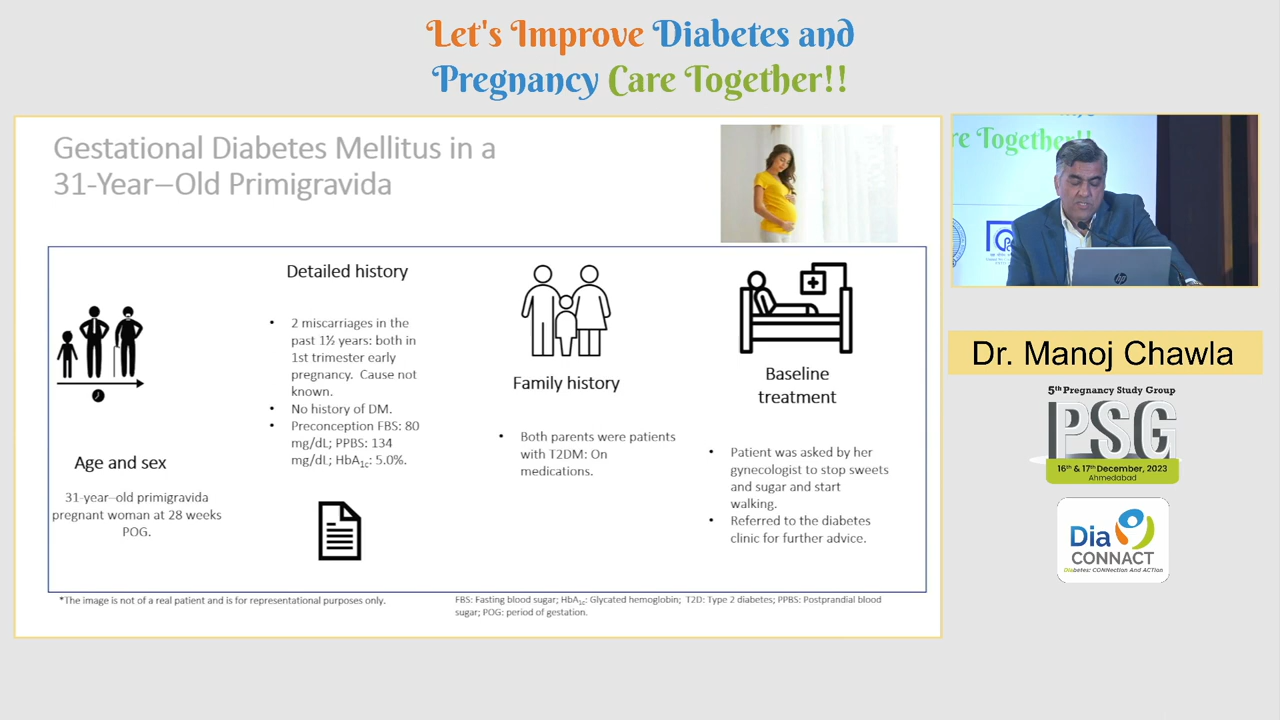 Let's Improve Diabetes and
Pregnancy Care Together!!
Gestational Diabetes Mellitus in a
31-Year–Old Primigravida
Age and sex
31-year–old primigravida
pregnant woman at 28 weeks
POG.
Detailed history
• 2 miscarriages in the
past 1½ years: both in
1st trimester early
pregnancy. Cause not
known.
• No history of DM.
• Preconception FBS: 80
mg/dL; PPBS: 134
mg/dL; HbA1c: 5.0%.
Family history
• Both parents were patients
with T2DM: On
medications.
Baseline
treatment
• Patient was asked by her
gynecologist to stop sweets
and sugar and start
walking.
• Referred to the diabetes
clinic for further advice.
*The image is not of a real patient and is for representational purposes only.
FBS: Fasting blood sugar; HbA1c: Glycated hemoglobin; T2D: Type 2 diabetes; PPBS: Postprandial blood
sugar; POG: period of gestation.
re Together!!
hp
Dr. Manoj Chawla
5th Pregnancy Study Group
PSG
16th & 17th December, 2023
Ahmedabad
Dia
CONNACT
Diabetes: CONNection And ACTion